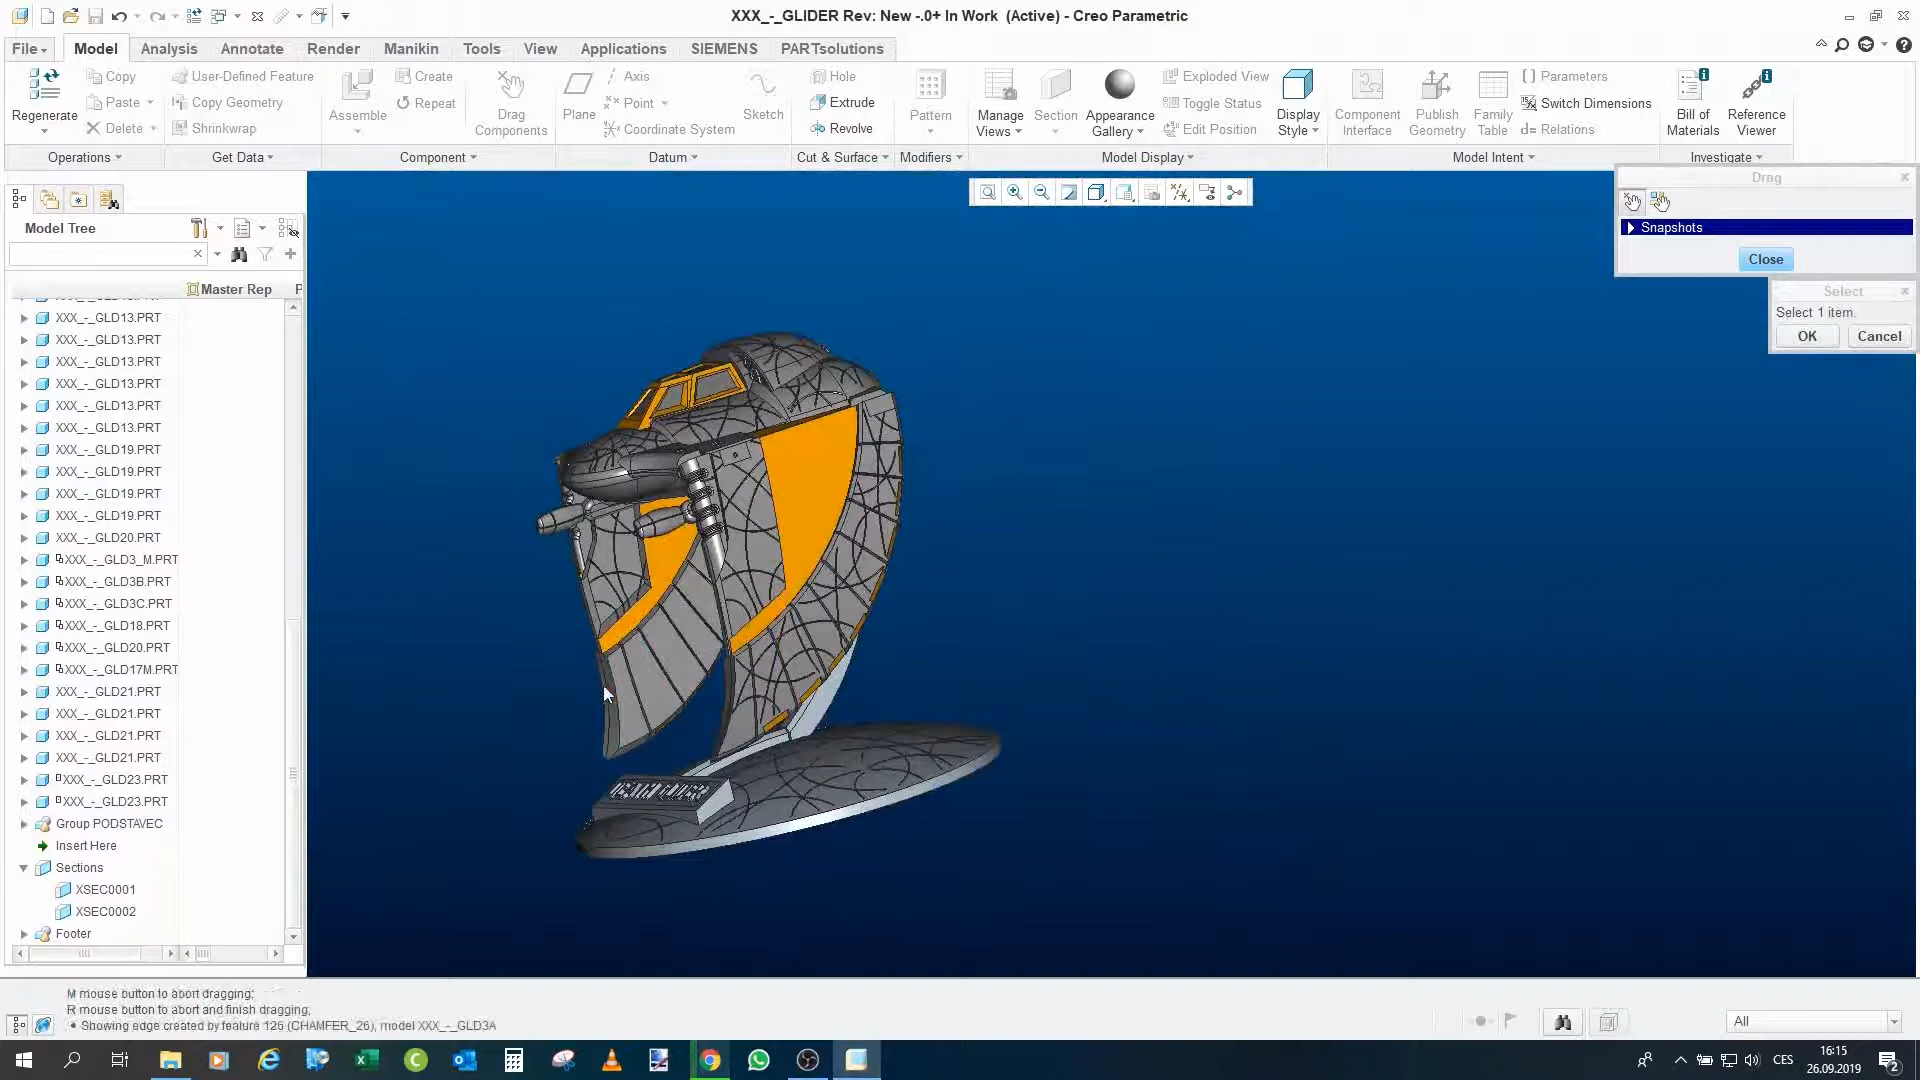 XXX_-_GLIDER Rev: New -.0+ In Work (Active) - Creo Parametric
File
Model
Analysis
Annotate
Render
Manikin
Tools
View
Applications
SIEMENS
PARTsolutions
Regenerate
Copy
Paste
Delete
User-Defined Feature
Copy Geometry
Shrinkwrap
Assemble
Create
Repeat
Drag
Components
Plane
Axis
Point
Coordinate System
Sketch
Hole
Extrude
Revolve
Pattern
Manage
Views
Section
Appearance
Gallery
Exploded View
Toggle Status
Edit Position
Display
Style
Component
Interface
Publish
Geometry
Family
Table
Parameters
Switch Dimensions
Relations
Bill of
Materials
Reference
Viewer
Operations
Get Data
Component
Datum
Cut & Surface
Modifiers
Model Display
Model Intent
Investigate
Drag
Snapshots
Close
Select
Select 1 item.
OK
Cancel
Model Tree
Master Rep
P
XXX_-_GLD13.PRT
XXX_-_GLD13.PRT
XXX_-_GLD13.PRT
XXX_-_GLD13.PRT
XXX_-_GLD13.PRT
XXX_-_GLD13.PRT
XXX_-_GLD19.PRT
XXX_-_GLD19.PRT
XXX_-_GLD19.PRT
XXX_-_GLD19.PRT
XXX_-_GLD20.PRT
XXX_-_GLD3_M.PRT
XXX_-_GLD3B.PRT
XXX_-_GLD3C.PRT
XXX_-_GLD18.PRT
XXX_-_GLD20.PRT
XXX_-_GLD17M.PRT
XXX_-_GLD21.PRT
XXX_-_GLD21.PRT
XXX_-_GLD21.PRT
XXX_-_GLD21.PRT
XXX_-_GLD23.PRT
XXX_-_GLD23.PRT
Group PODSTAVEC
Insert Here
Sections
XSEC0001
XSEC0002
Footer
M mouse button to abort dragging;
R mouse button to abort and finish dragging,
• Showing edge created by feature 126 (CHAMFER_26), model XXX_-_GLD3A
All
CES
16:15
26.09.2019
2